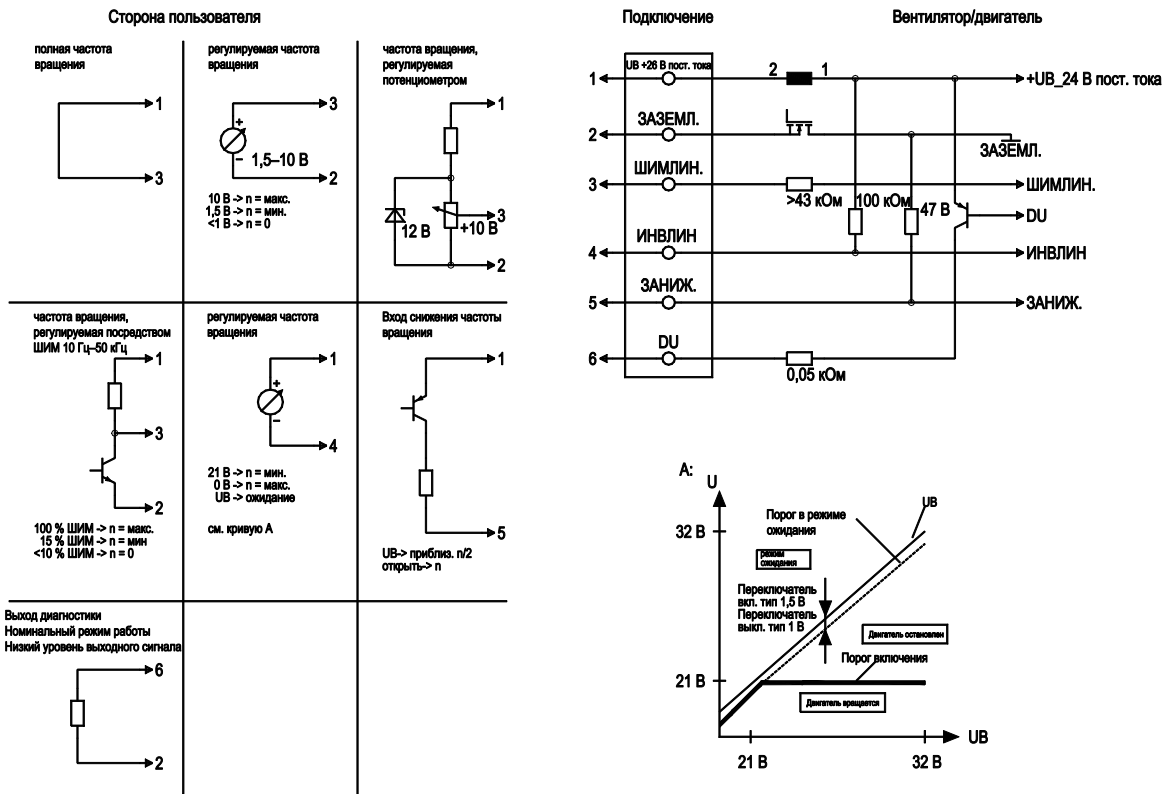 Сторона пользователя
полная частота
вращения
1
3
регулируемая частота
вращения
3
+
–
1,5–10 В
2
10 В -> n = макс.
1,5 В -> n = мин.
<1 В -> n = 0
частота вращения,
регулируемая
потенциометром
1
12 В
3
+10 В
2
частота вращения,
регулируемая посредством
ШИМ 10 Гц–50 кГц
1
3
2
100 % ШИМ -> n = макс.
15 % ШИМ -> n = мин
<10 % ШИМ -> n = 0
регулируемая частота
вращения
1
+
–
4
21 В -> n = мин.
0 В -> n = макс.
UB -> ожидание
см. кривую А
Вход снижения частоты
вращения
1
5
UB-> приблиз. n/2
открыть-> n
Выход диагностики
Номинальный режим работы
Низкий уровень выходного сигнала
6
2
Подключение
Вентилятор/двигатель
1
UB +26 В пост. тока
2
1
+UB_24 В пост. тока
2
ЗАЗЕМЛ.
ЗАЗЕМЛ.
3
ШИМЛИН.
>43 кОм
100 кОм
47 В
ШИМЛИН.
DU
4
ИНВЛИН
ИНВЛИН
5
ЗАНИЖ.
ЗАНИЖ.
6
DU
0,05 кОм
А:
U
32 В
Порог в режиме
ожидания
UB
режим
ожидания
Переключатель
вкл. тип 1,5 В
Переключатель
выкл. тип 1 В
Двигатель остановлен
21 В
Порог включения
Двигатель вращается
UB
21 В
32 В